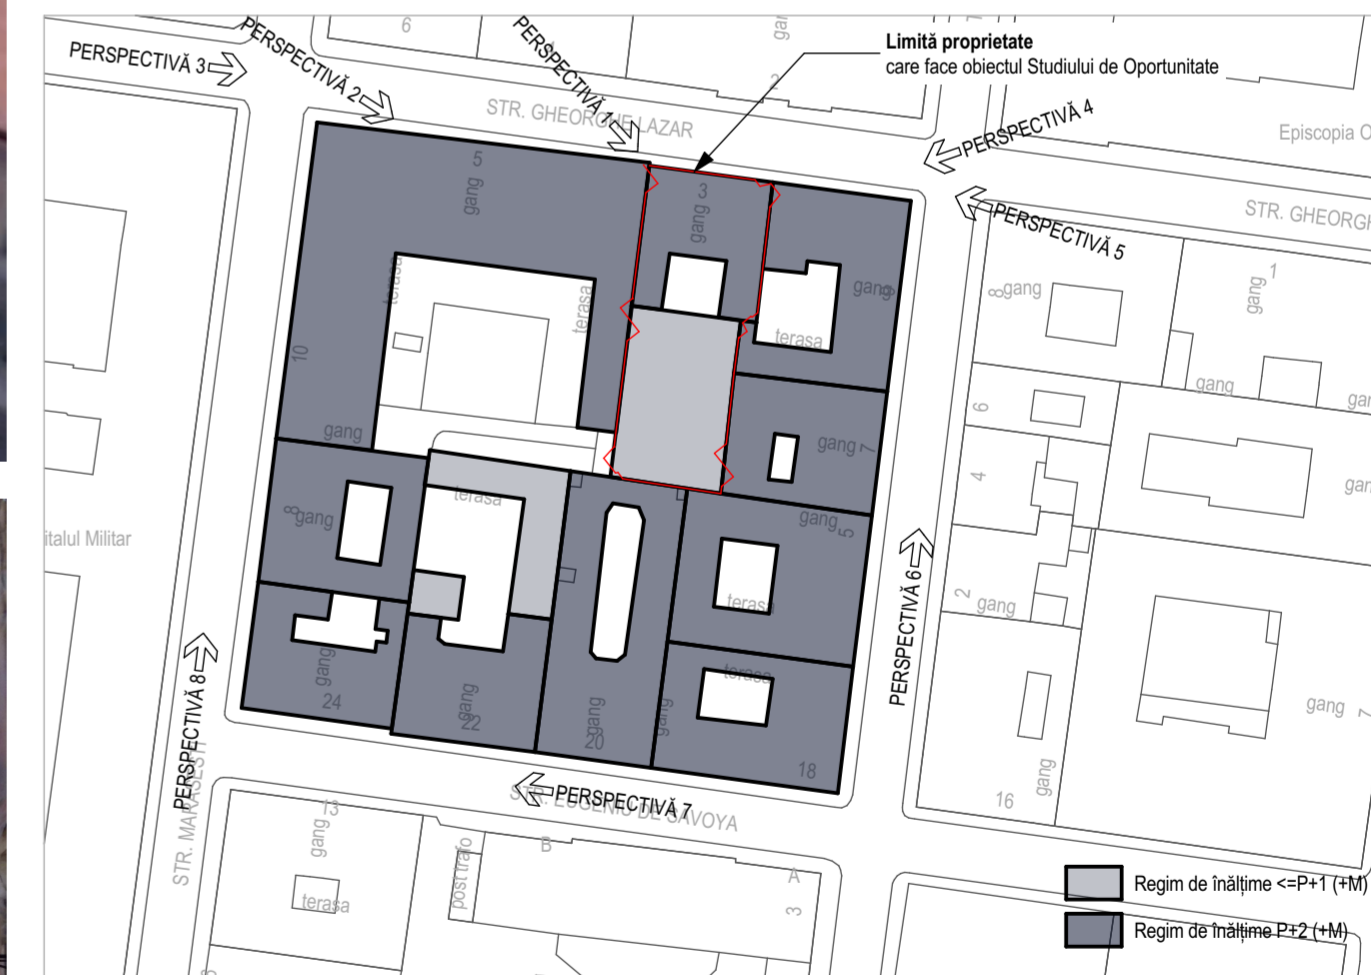 6
2
PERSPECTIVĂ 3
PERSPECTIVĂ 2
PERSPECTIVĂ 1
Limită proprietate
care face obiectul Studiului de Oportunitate
STR. GHEORGHE LAZAR
PERSPECTIVĂ 4
Episcopia O
STR. GHEORGH
PERSPECTIVĂ 5
5
gang
3
gang
terasa
terasa
gang
9
terasa
8
gang
1
gang
10
gang
gang
7
6
gang
gar
8
gang
terasa
gang
5
4
gan
italul Militar
terasa
2
gang
PERSPECTIVĂ 6
terasa
gang
24
gang
22
gang
20
gang
18
gang
7
PERSPECTIVĂ 8
STR. MARASESTI
PERSPECTIVĂ 7
STR. EUGENIU DE SAVOYA
16
gang
13
gang
terasa
post trafo
B
A
3
Regim de înălțime <=P+1 (+M)
Regim de înălțime P+2 (+M)